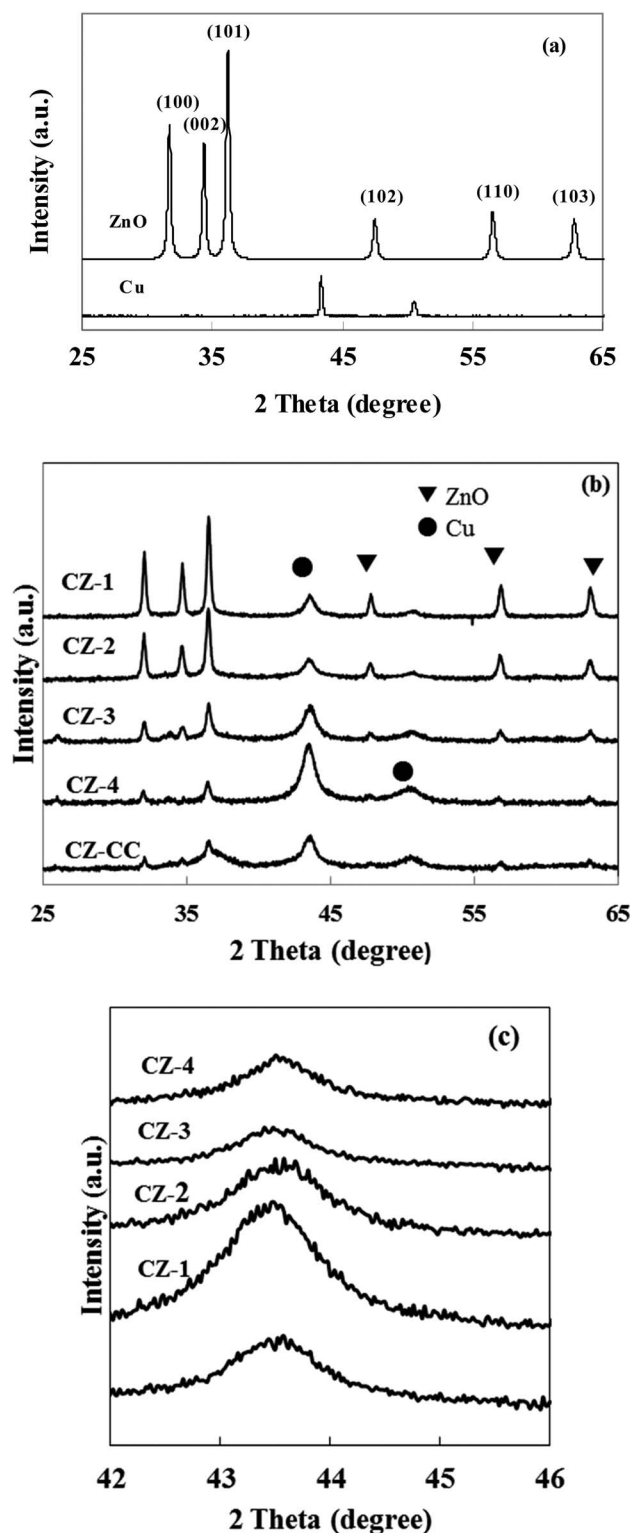 (a)
(101)
(100)
(002)
(102)
(110)
(103)
ZnO
Cu
Intensity (a.u.)
25 35 45 55 65
2 Theta (degree)
(b)
ZnO
Cu
CZ-1
CZ-2
CZ-3
CZ-4
CZ-CC
Intensity (a.u.)
25 35 45 55 65
2 Theta (degree)
(c)
CZ-4
CZ-3
CZ-2
CZ-1
Intensity (a.u.)
42 43 44 45 46
2 Theta (degree)